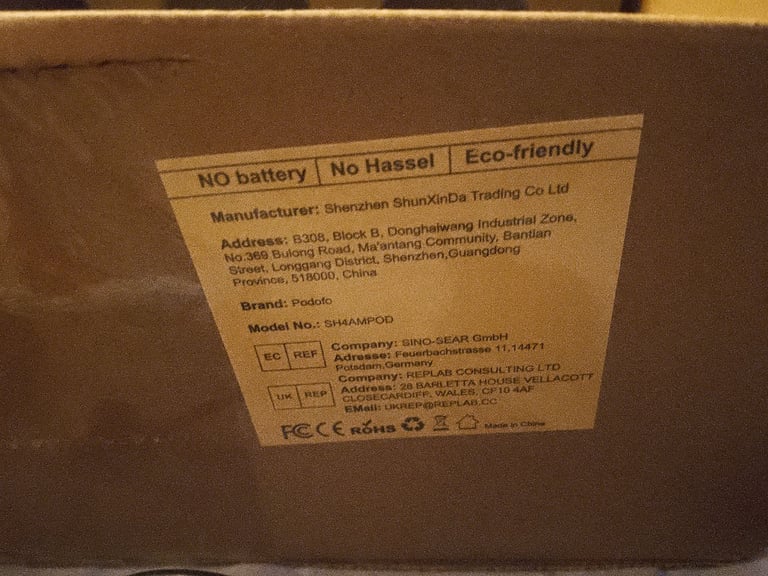 NO battery | No Hassel | Eco-friendly
Manufacturer: Shenzhen ShunXinDa Trading Co Ltd
Address: B308, Block B, Donghaiwang Industrial Zone,
No.369 Bulong Road, Ma'antang Community, Bantian
Street, Longgang District, Shenzhen,Guangdong
Province, 518000, China
Brand: Podofo
Model No.: SH4AMPOD
EC REF
Company: SINO-SEAR GmbH
Adresse: Feuerbachstrasse 11,14471
Potsdam,Germany
UK REP
Company: REPLAB CONSULTING LTD
Address: 26 BARLETTA HOUSE VELLACOTT
CLOSECARDIFF, WALES, CF10 4AF
EMail: UKREP@REPLAB.CC
FC CE ROHS Made in China